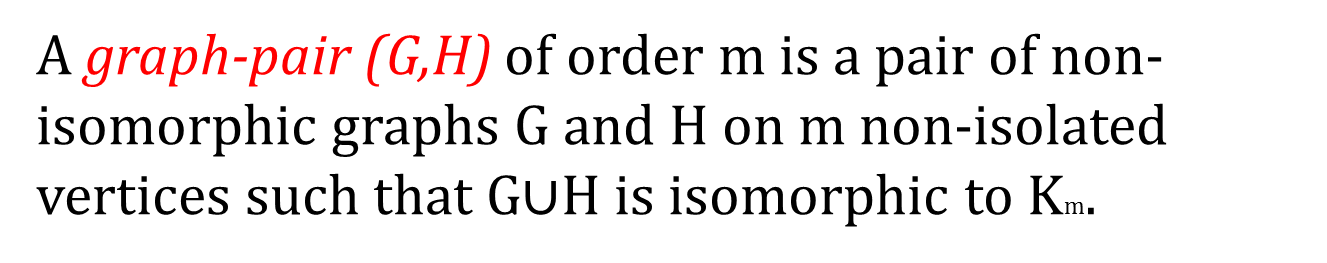 A graph-pair (G,H) of order m is a pair of non-
isomorphic graphs G and H on m non-isolated
vertices such that G∪H is isomorphic to Km.